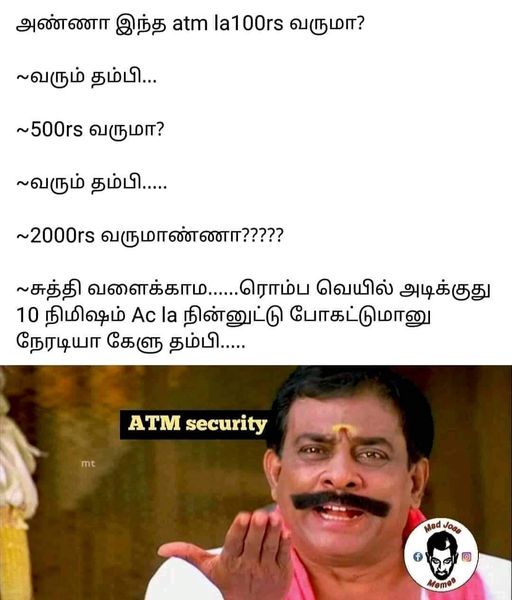 அண்ணா இந்த atm la100rs வருமா?
~வரும் தம்பி...
~500rs வருமா?
~வரும் தம்பி.....
~2000rs வருமாண்ணா?????
~சுத்தி வளைக்காம......ரொம்ப வெயில் அடிக்குது
10 நிமிஷம் Ac la நின்னுட்டு போகட்டுமானு
நேரடியா கேளு தம்பி.....
ATM security
mt
Mad Jose
Memes